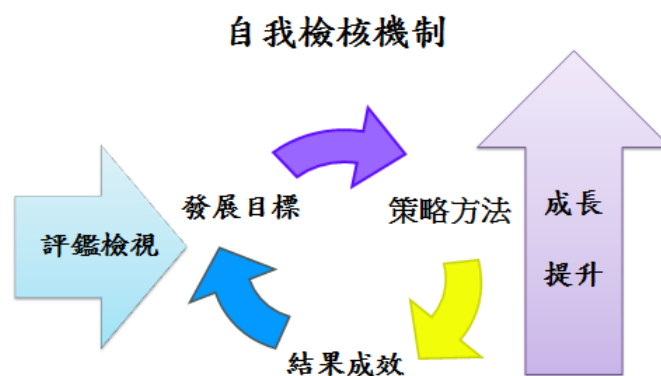 自我檢核機制
發展目標
策略方法
成長
提升
評鑑檢視
結果成效